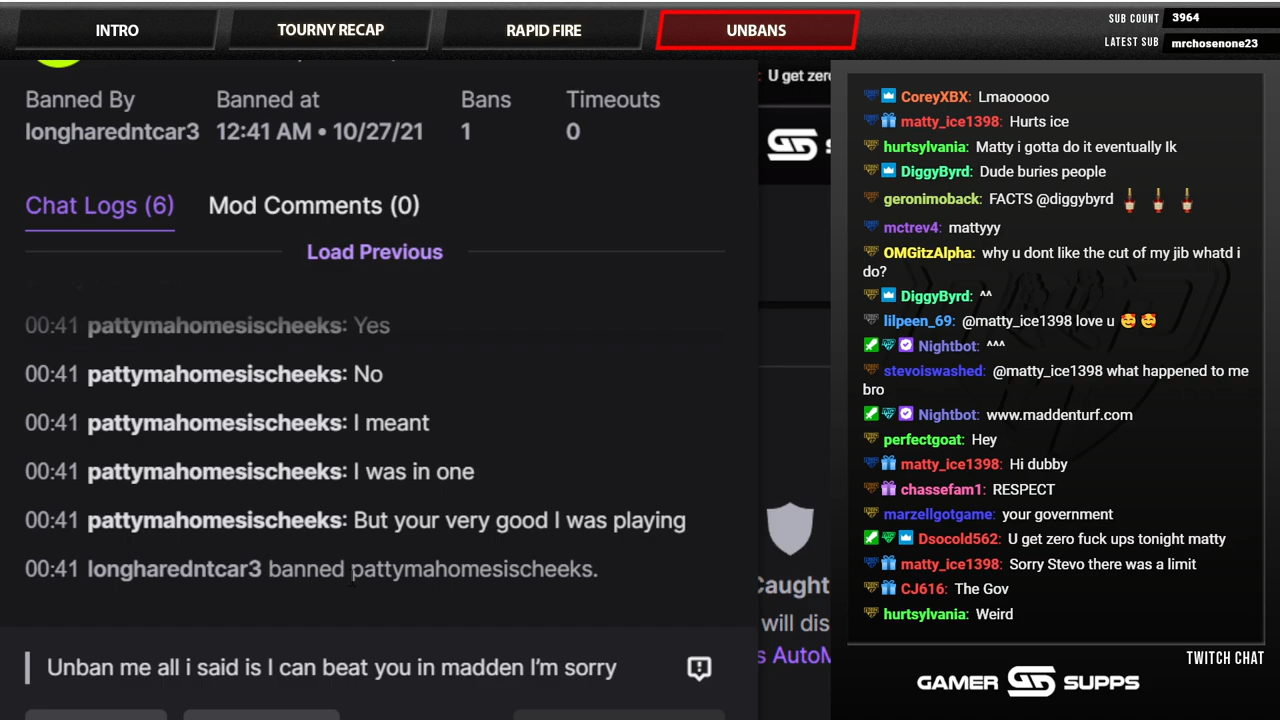 INTRO
TOURNY RECAP
RAPID FIRE
UNBANS
SUB COUNT 3964
LATEST SUB mrchosenone23
Banned By
Banned at
Bans
Timeouts
longharedntcar3
12:41 AM • 10/27/21
1
0
Chat Logs (6)
Mod Comments (0)
Load Previous
00:41 pattymahomesischeeks: Yes
00:41 pattymahomesischeeks: No
00:41 pattymahomesischeeks: I meant
00:41 pattymahomesischeeks: I was in one
00:41 pattymahomesischeeks: But your very good I was playing
00:41 longharedntcar3 banned pattymahomesischeeks.
Unban me all i said is I can beat you in madden I'm sorry
U get zer
Caught
will dis
s AutoM
CoreyXBX: Lmaooooo
matty_ice1398: Hurts ice
hurtsylvania: Matty i gotta do it eventually lk
DiggyByrd: Dude buries people
geronimoback: FACTS @diggybyrd
mctrev4: mattyyy
OMGitzAlpha: why u dont like the cut of my jib whatd i
do?
DiggyByrd: ^^
lilpeen_69: @matty_ice1398 love u 🥰 🥰
Nightbot: ^^^
stevoiswashed: @matty_ice1398 what happened to me
bro
Nightbot: www.maddenturf.com
perfectgoat: Hey
matty_ice1398: Hi dubby
chassefam1: RESPECT
marzellgotgame: your government
Dsocold562: U get zero fuck ups tonight matty
matty_ice1398: Sorry Stevo there was a limit
CJ616: The Gov
hurtsylvania: Weird
TWITCH CHAT
GAMER GS SUPPS